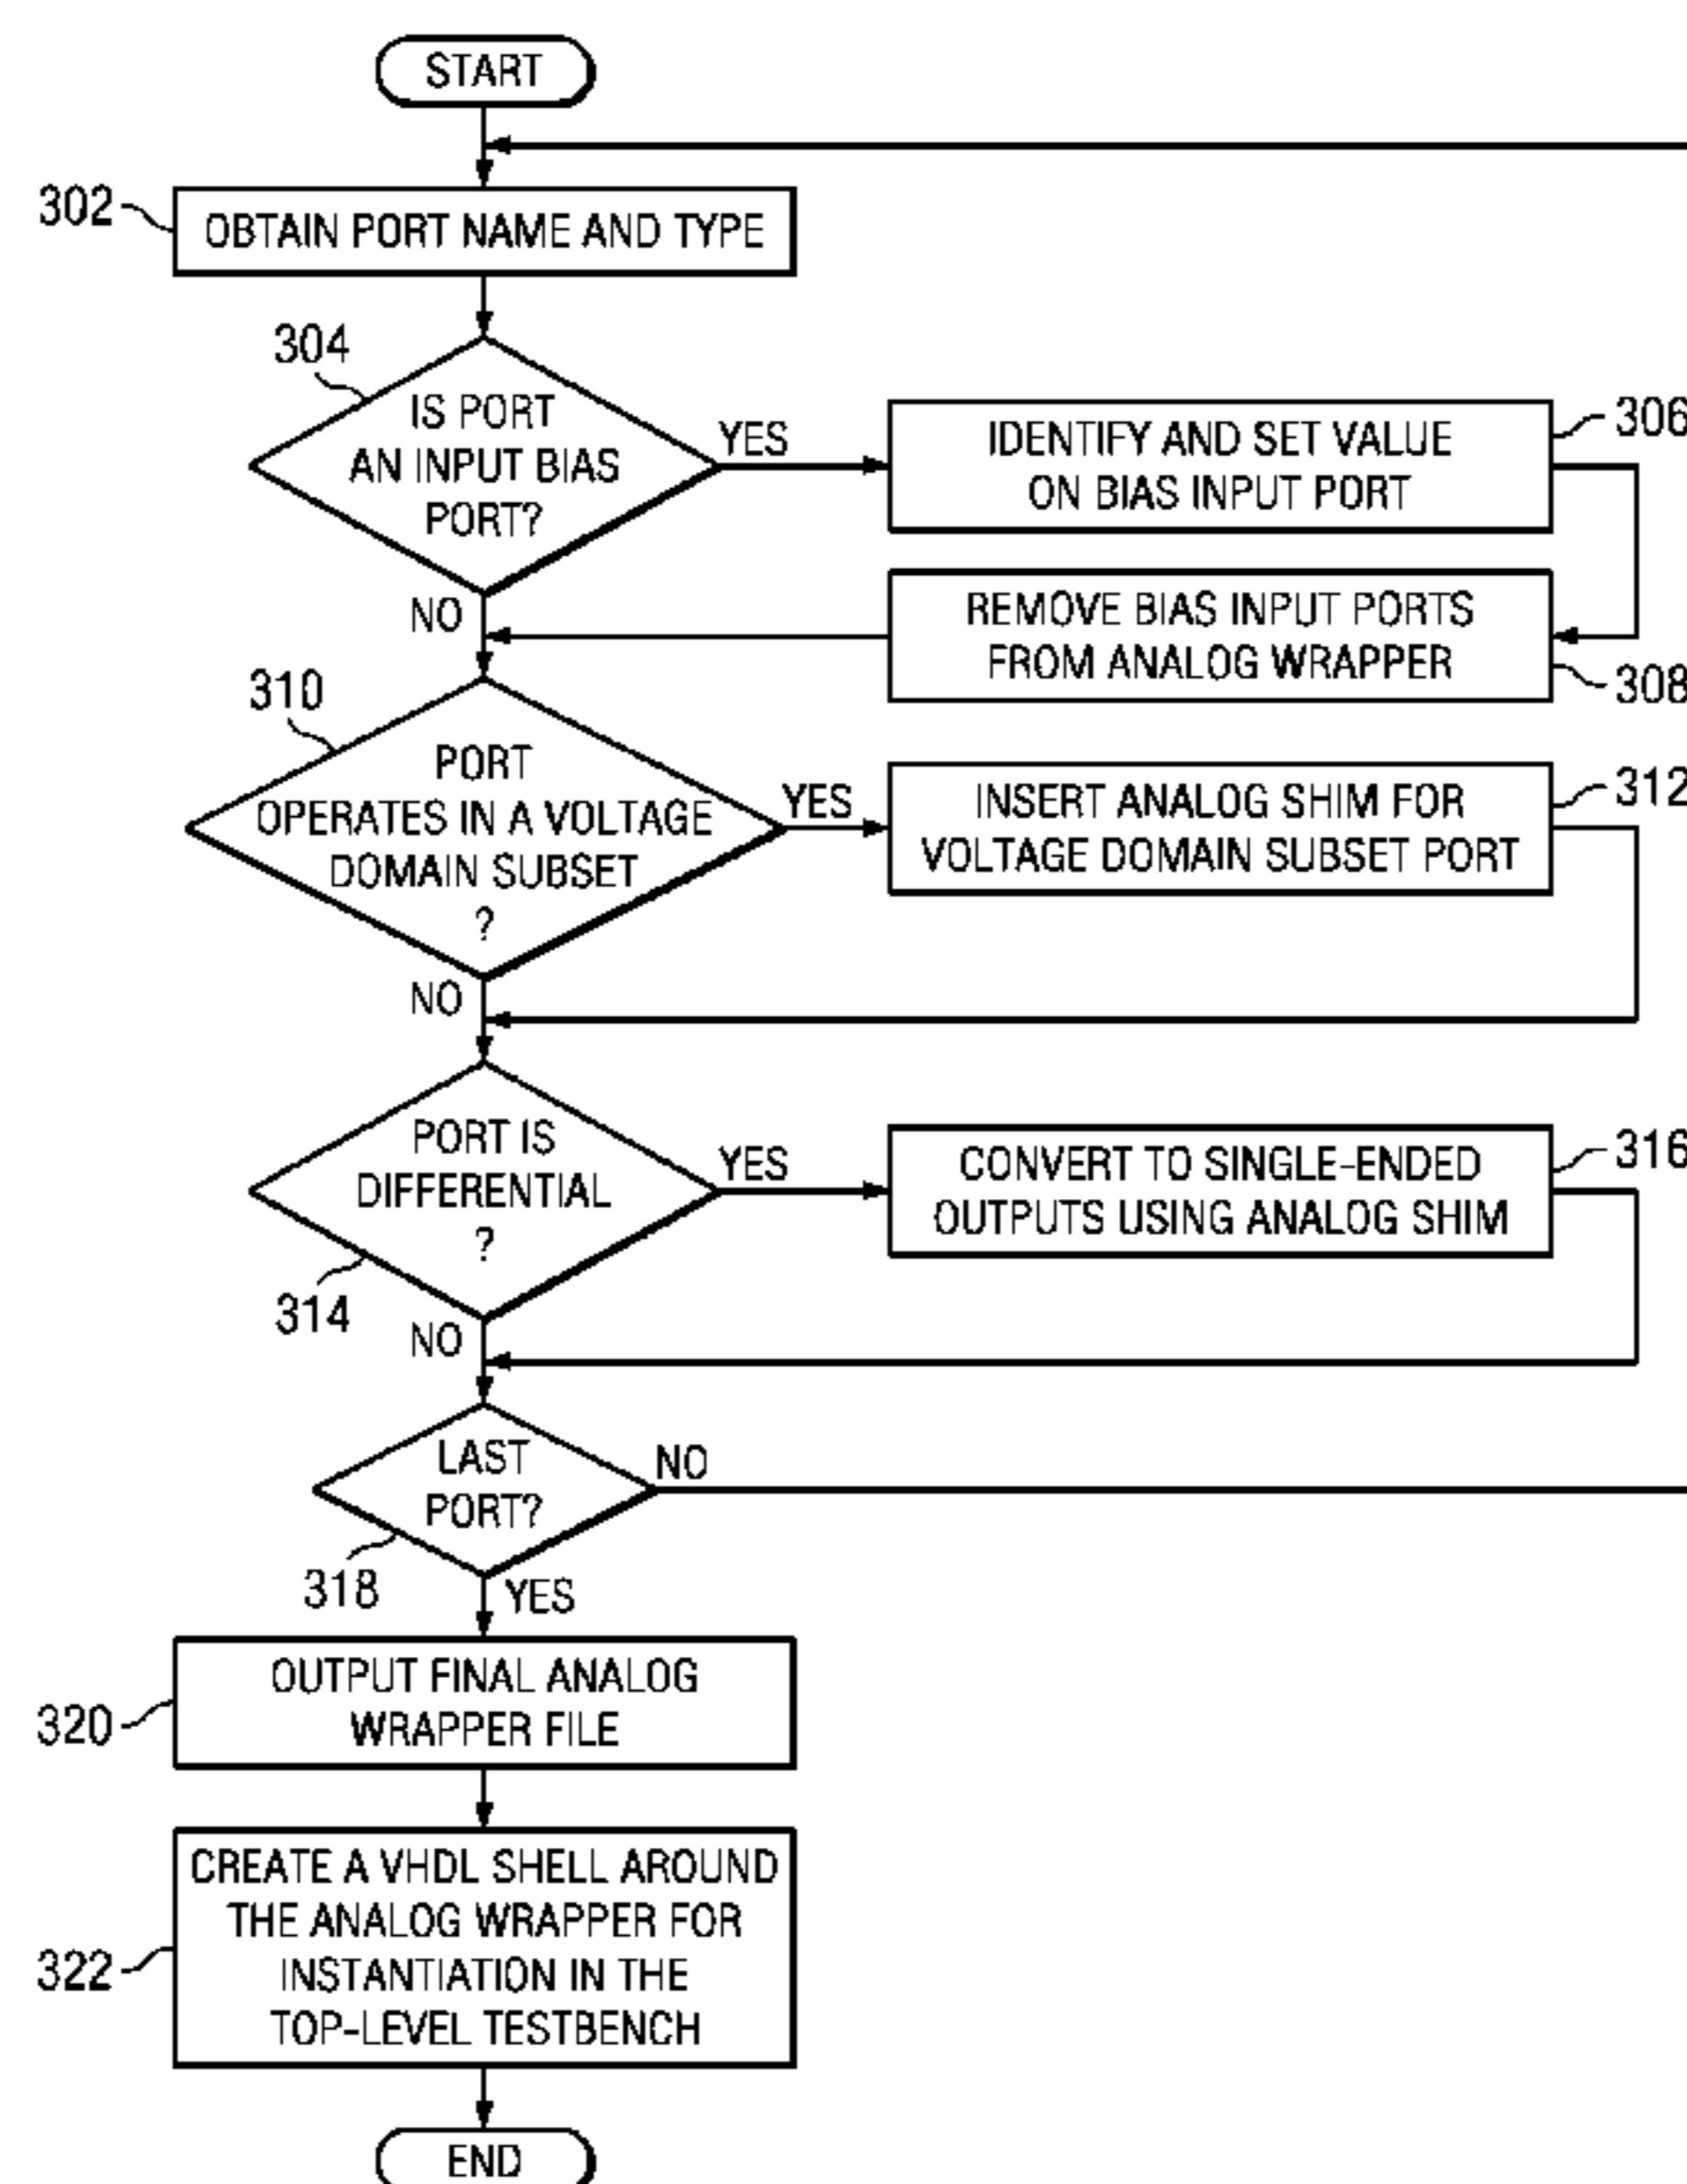 START
302
OBTAIN PORT NAME AND TYPE
304
IS PORT
AN INPUT BIAS
PORT?
YES
NO
IDENTIFY AND SET VALUE
ON BIAS INPUT PORT
306
REMOVE BIAS INPUT PORTS
FROM ANALOG WRAPPER
308
310
PORT
OPERATES IN A VOLTAGE
DOMAIN SUBSET
?
YES
NO
INSERT ANALOG SHIM FOR
VOLTAGE DOMAIN SUBSET PORT
312
PORT IS
DIFFERENTIAL
?
314
YES
NO
CONVERT TO SINGLE-ENDED
OUTPUTS USING ANALOG SHIM
316
LAST
PORT?
318
NO
YES
OUTPUT FINAL ANALOG
WRAPPER FILE
320
CREATE A VHDL SHELL AROUND
THE ANALOG WRAPPER FOR
INSTANTIATION IN THE
TOP-LEVEL TESTBENCH
322
END